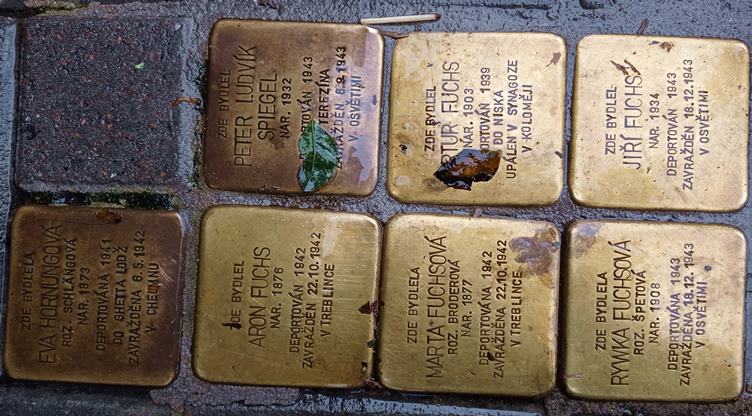 ZDE BYDLEL
PETER LUDVÍK
SPIEGEL
NAR. 1932
DEPORTOVÁN 1943
TEREZÍNA
ZAVRAŽDĚN 6.9.1943
V OSVĚTIMI
ZDE BYDLEL
ARTUR FUCHS
NAR. 1903
DEPORTOVÁN 1939
DO NISKA
UPÁLEN V SYNAGOZE
V KOLOMĚJI
ZDE BYDLEL
JIŘÍ FUCHS
NAR. 1934
DEPORTOVÁN 1943
ZAVRAŽDĚN 18.12.1943
V OSVĚTIMI
ZDE BYDLELA
EVA HORNUNGOVÁ
ROZ. SCHLANGOVÁ
NAR. 1873
DEPORTOVÁNA 1941
DO GHETTA LODŽ
ZAVRAŽDĚNA 6.5.1942
V CHELMNU
ZDE BYDLEL
ARON FUCHS
NAR. 1876
DEPORTOVÁN 1942
ZAVRAŽDĚN 22.10.1942
V TREBLINCE
ZDE BYDLELA
MARTA FUCHSOVÁ
ROZ. BRODEROVÁ
NAR. 1877
DEPORTOVÁNA 1942
ZAVRAŽDĚNA 22.10.1942
V TREBLINCE
ZDE BYDLELA
RYWKA FUCHSOVÁ
ROZ. ŠPETOVÁ
NAR. 1908
DEPORTOVÁNA 1943
ZAVRAŽDĚNA 18.12.1943
V OSVĚTIMI